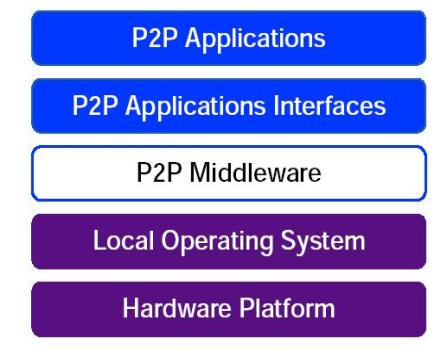 P2P Applications
P2P Applications Interfaces
P2P Middleware
Local Operating System
Hardware Platform